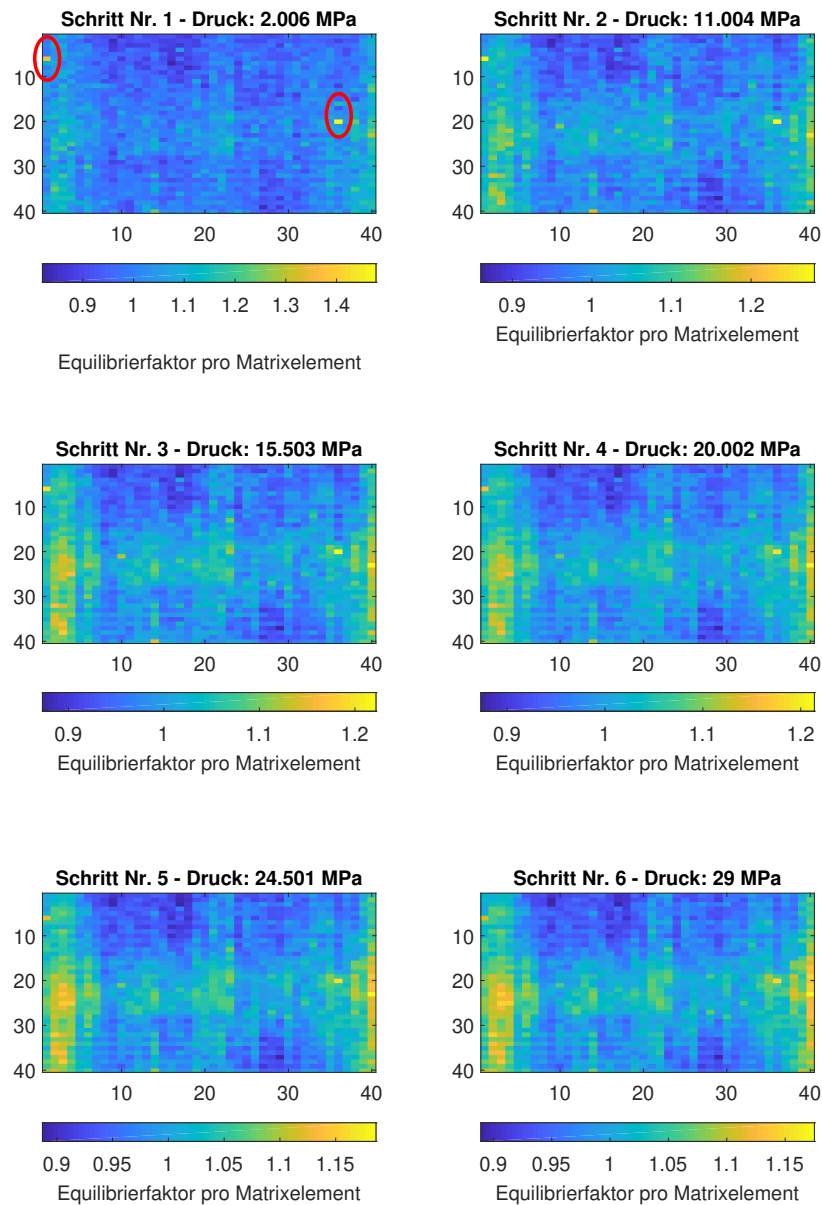 Schritt Nr. 1 - Druck: 2.006 MPa
10
20
30
40
10 20 30 40
0.9 1 1.1 1.2 1.3 1.4
Equilibrierfaktor pro Matrixelement
Schritt Nr. 2 - Druck: 11.004 MPa
10
20
30
40
10 20 30 40
0.9 1 1.1 1.2
Equilibrierfaktor pro Matrixelement
Schritt Nr. 3 - Druck: 15.503 MPa
10
20
30
40
10 20 30 40
0.9 1 1.1 1.2
Equilibrierfaktor pro Matrixelement
Schritt Nr. 4 - Druck: 20.002 MPa
10
20
30
40
10 20 30 40
0.9 1 1.1 1.2
Equilibrierfaktor pro Matrixelement
Schritt Nr. 5 - Druck: 24.501 MPa
10
20
30
40
10 20 30 40
0.9 0.95 1 1.05 1.1 1.15
Equilibrierfaktor pro Matrixelement
Schritt Nr. 6 - Druck: 29 MPa
10
20
30
40
10 20 30 40
0.9 0.95 1 1.05 1.1 1.15
Equilibrierfaktor pro Matrixelement